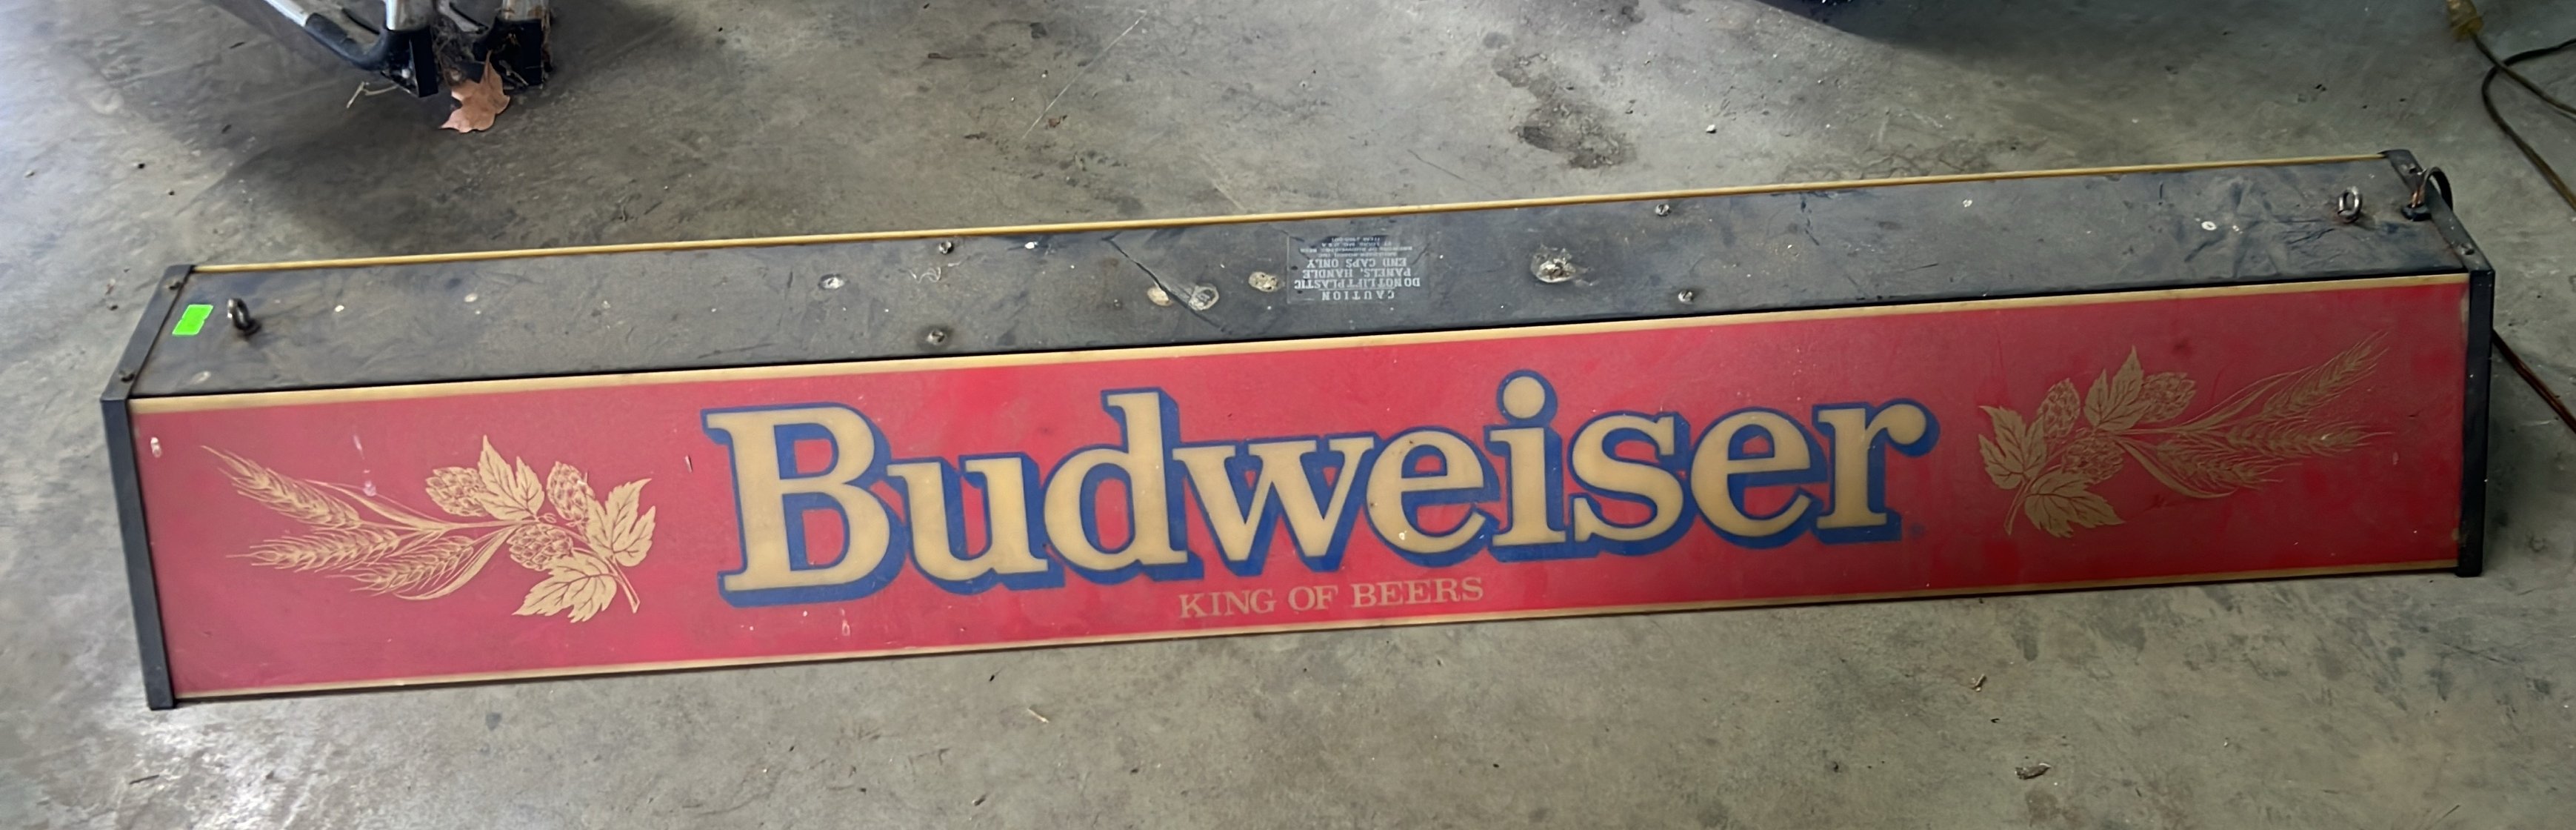 CAUTION
DO NOT LIFT PLASTIC
PANELS, HANDLE
END CAPS ONLY
Budweiser
KING OF BEERS